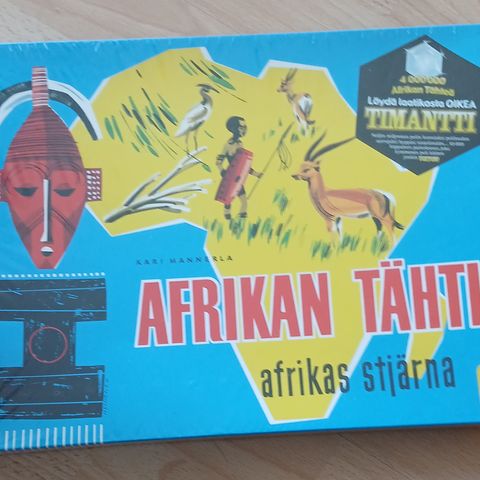 4 000 000
Afrikan Tähteä
Löydä laatikosta OIKEA
TIMANTTI
KARI MANNERLA
AFRIKAN TÄHTI
afrikas stjärna